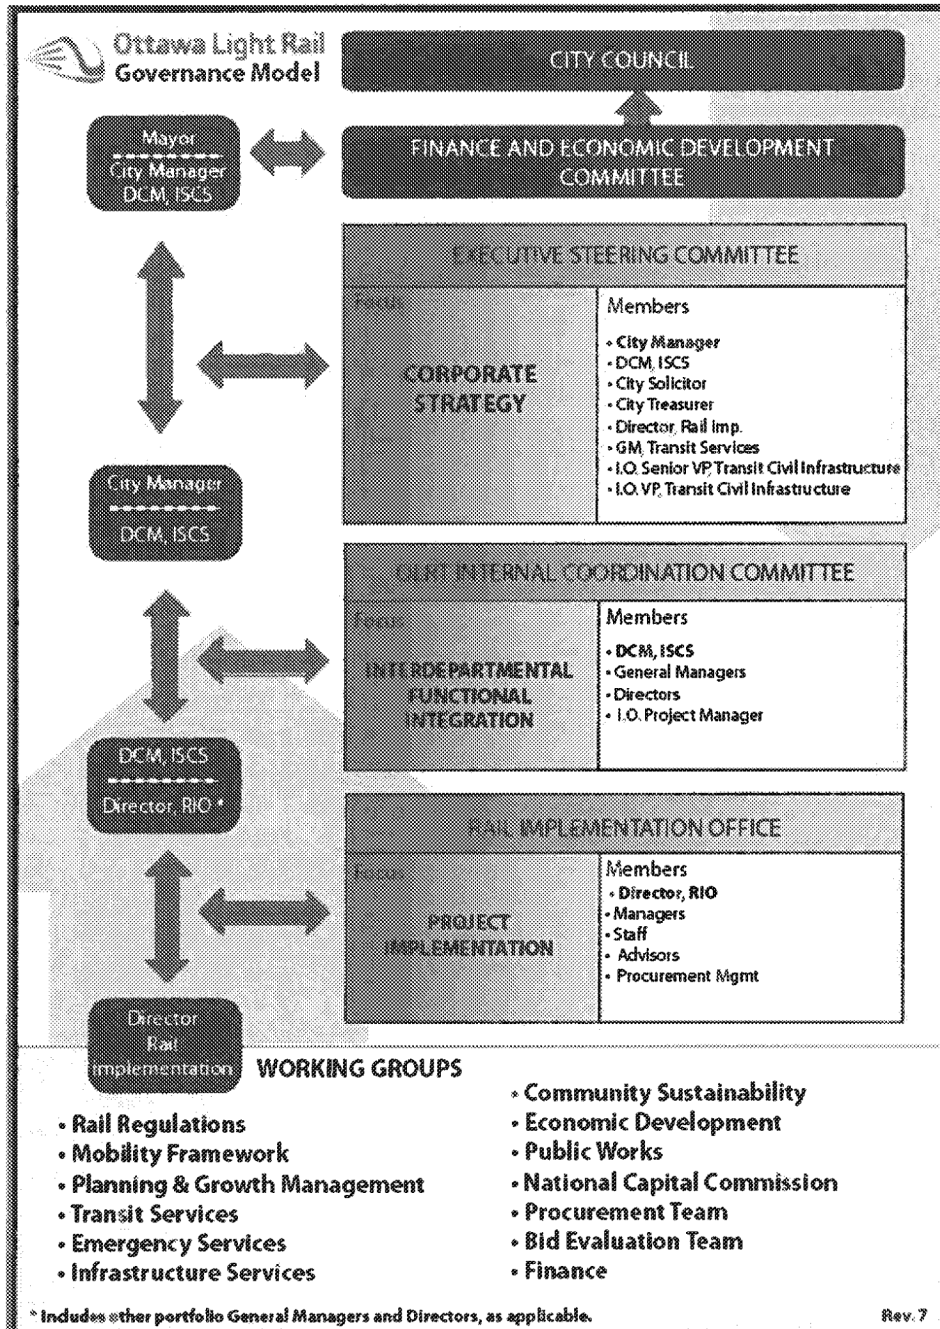 Ottawa Light Rail
Governance Model
CITY COUNCIL
Mayor
City Manager
DCM, ISCS
FINANCE AND ECONOMIC DEVELOPMENT
COMMITTEE
EXECUTIVE STEERING COMMITTEE
Focus
CORPORATE
STRATEGY
Members
• City Manager
• DCM, ISCS
• City Solicitor
• City Treasurer
• Director, Rail Imp.
• GM, Transit Services
• I.O. Senior VP, Transit Civil Infrastructure
• I.O. VP, Transit Civil Infrastructure
City Manager
DCM, ISCS
OLRT INTERNAL COORDINATION COMMITTEE
Focus
INTERDEPARTMENTAL
FUNCTIONAL
INTEGRATION
Members
• DCM, ISCS
• General Managers
• Directors
• I.O. Project Manager
DCM, ISCS
Director, RIO *
RAIL IMPLEMENTATION OFFICE
Focus
PROJECT
IMPLEMENTATION
Members
• Director, RIO
• Managers
• Staff
• Advisors
• Procurement Mgmt
Director
Rail
Implementation
WORKING GROUPS
• Rail Regulations
• Mobility Framework
• Planning & Growth Management
• Transit Services
• Emergency Services
• Infrastructure Services
• Community Sustainability
• Economic Development
• Public Works
• National Capital Commission
• Procurement Team
• Bid Evaluation Team
• Finance
* Includes other portfolio General Managers and Directors, as applicable.
Rev. 7